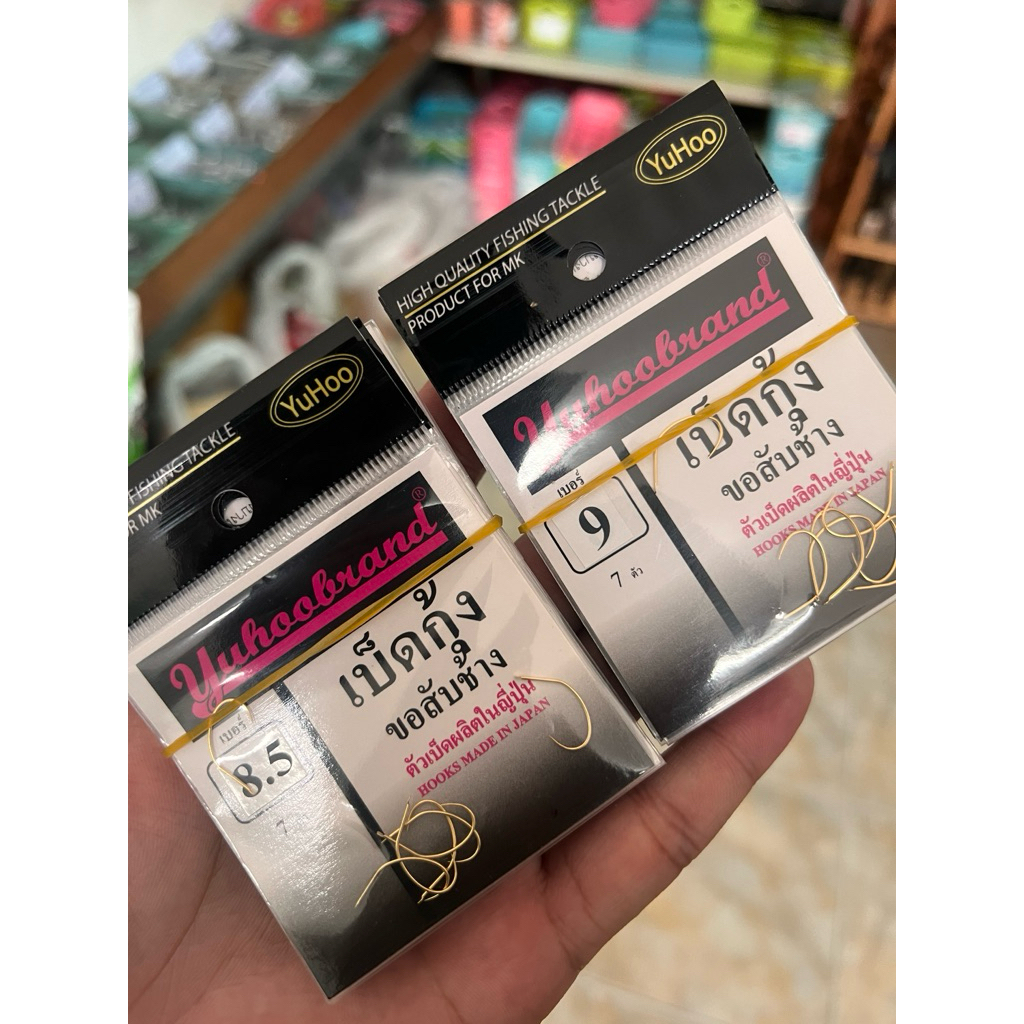 YuHoo
HIGH QUALITY FISHING TACKLE
PRODUCT FOR MK
Yuhoobrand®
เบอร์
9
7 ตัว
เบ็ดกุ้ง
ขอสับช้าง
ตัวเบ็ดผลิตในญี่ปุ่น
HOOKS MADE IN JAPAN
YuHoo
FISHING TACKLE
MK
Yuhoobrand®
เบอร์
8.5
7
เบ็ดกุ้ง
ขอสับช้าง
ตัวเบ็ดผลิตในญี่ปุ่น
HOOKS MADE IN JAPAN